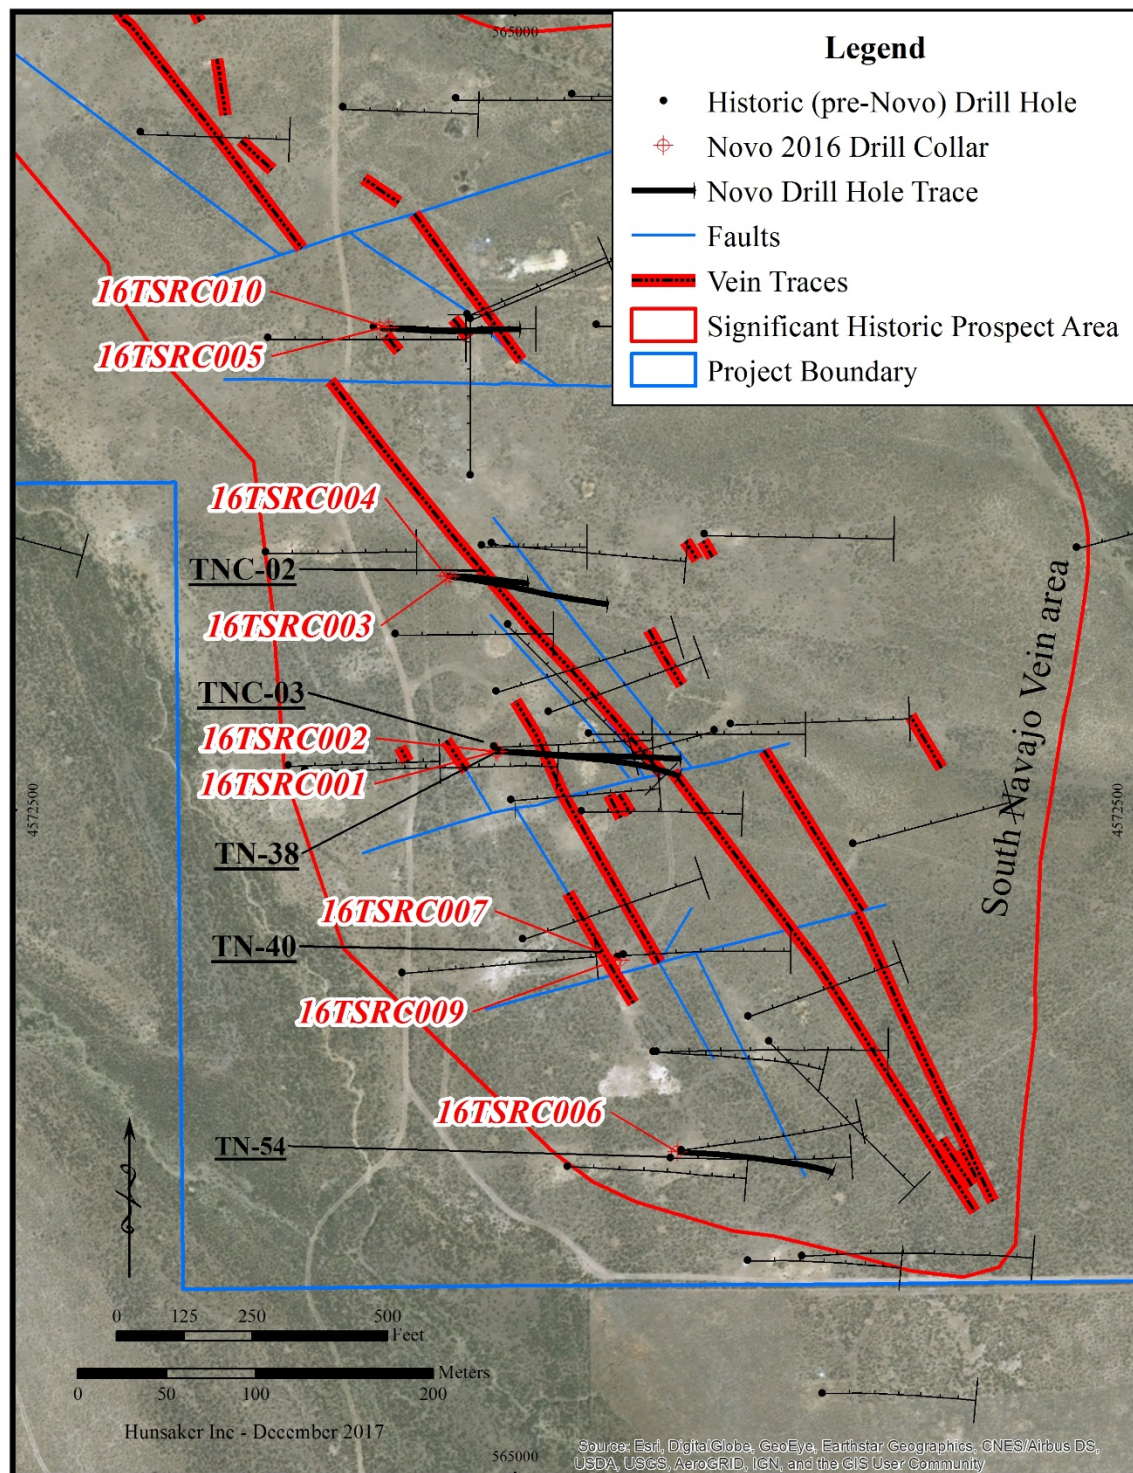 565000
Legend
Historic (pre-Novo) Drill Hole
Novo 2016 Drill Collar
Novo Drill Hole Trace
Faults
Vein Traces
Significant Historic Prospect Area
Project Boundary
16TSRC010
16TSRC005
16TSRC004
TNC-02
16TSRC003
TNC-03
16TSRC002
16TSRC001
4572500
4572500
South Navajo Vein area
TN-38
16TSRC007
TN-40
16TSRC009
16TSRC006
TN-54
0 125 250 500
Feet
Meters
0 50 100 200
Hunsaker Inc - December 2017
565000
Source: Esri, DigitalGlobe, GeoEye, Earthstar Geographics, CNES/Airbus DS,
USDA, USGS, AeroGRID, IGN, and the GIS User Community